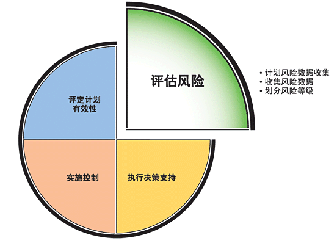 评估风险
• 计划风险数据收集
• 收集风险数据
• 划分风险等级
评定计划
有效性
实施控制
执行决策支持